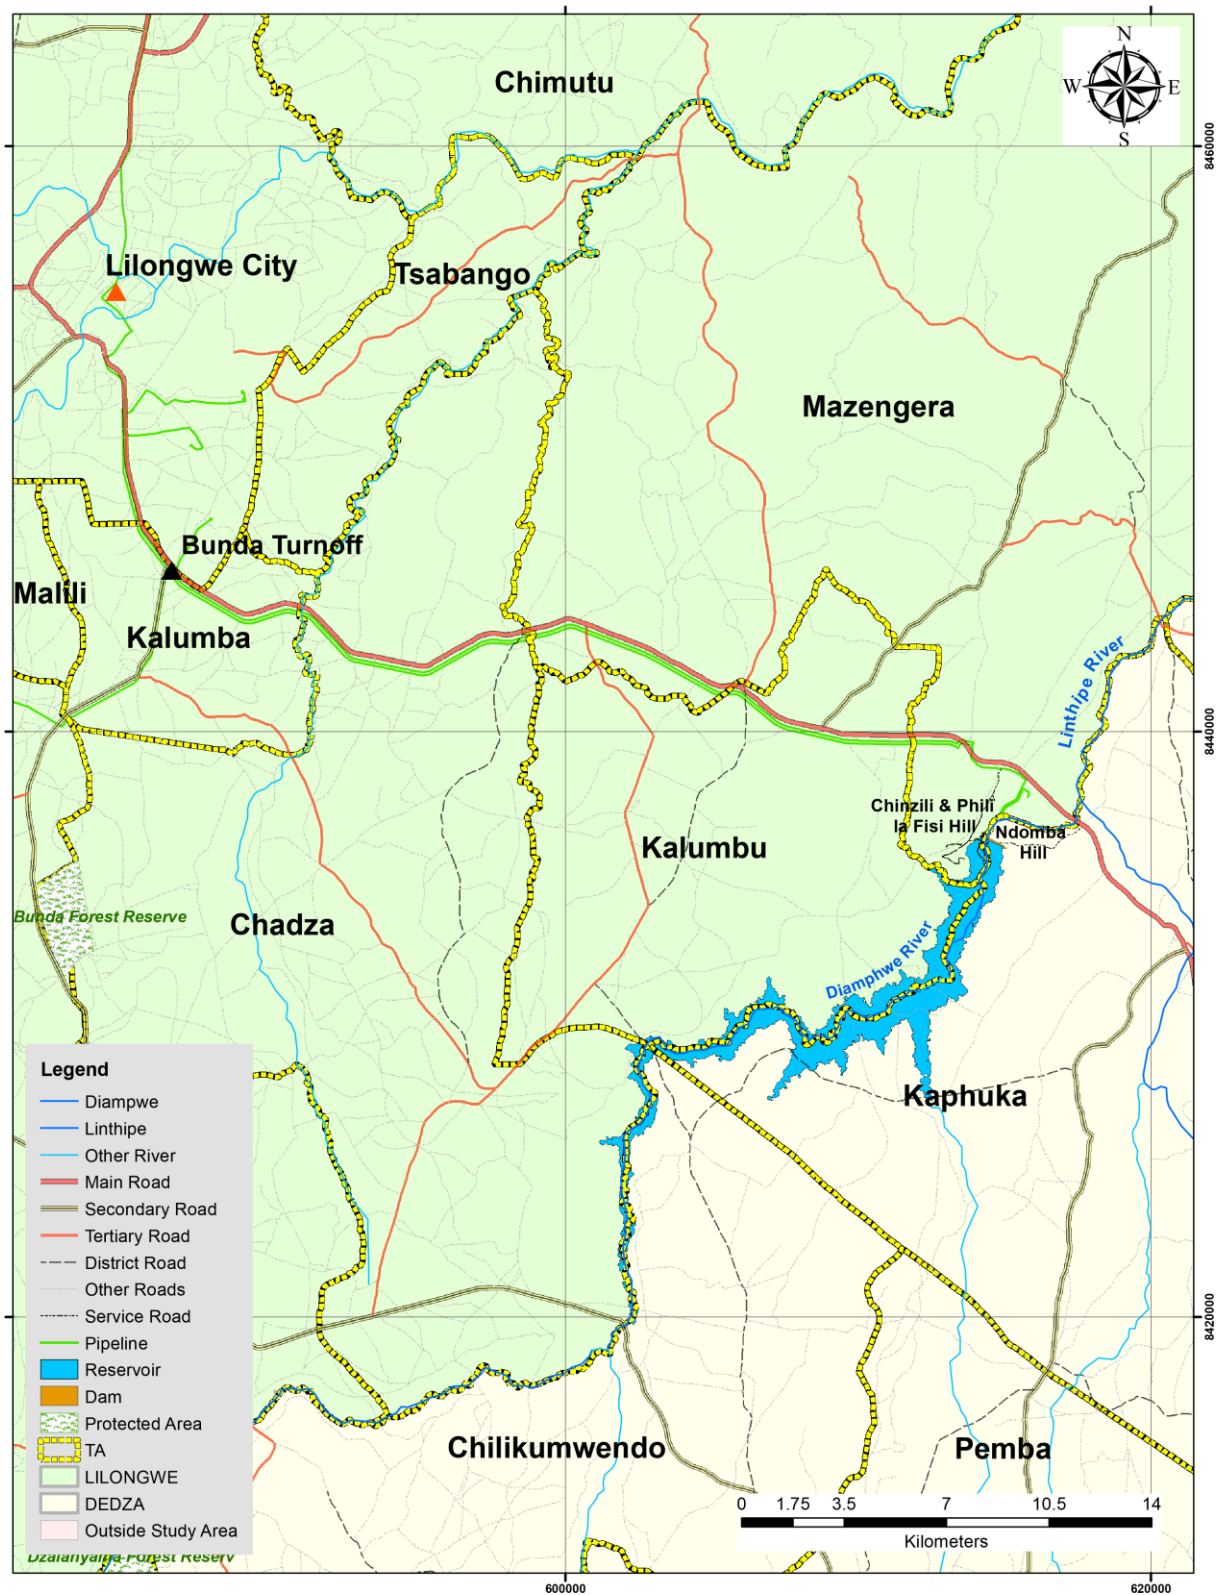 N
W E
S
Chimutu
8460000
Lilongwe City
Tsabango
Mazengera
Bunda Turnoff
Malili
Kalumba
Linthipe River
8440000
Chinzili & Phili
la Fisi Hill
Ndomba
Hill
Kalumbu
Bunda Forest Reserve
Chadza
Diamphwe River
Kaphuka
Legend
Diampwe
Linthipe
Other River
Main Road
Secondary Road
Tertiary Road
District Road
Other Roads
Service Road
Pipeline
Reservoir
Dam
Protected Area
TA
LILONGWE
DEDZA
Outside Study Area
8420000
Chilikumwendo
Pemba
0 1.75 3.5 7 10.5 14
Kilometers
Dzalanyama Forest Reserv
600000 620000